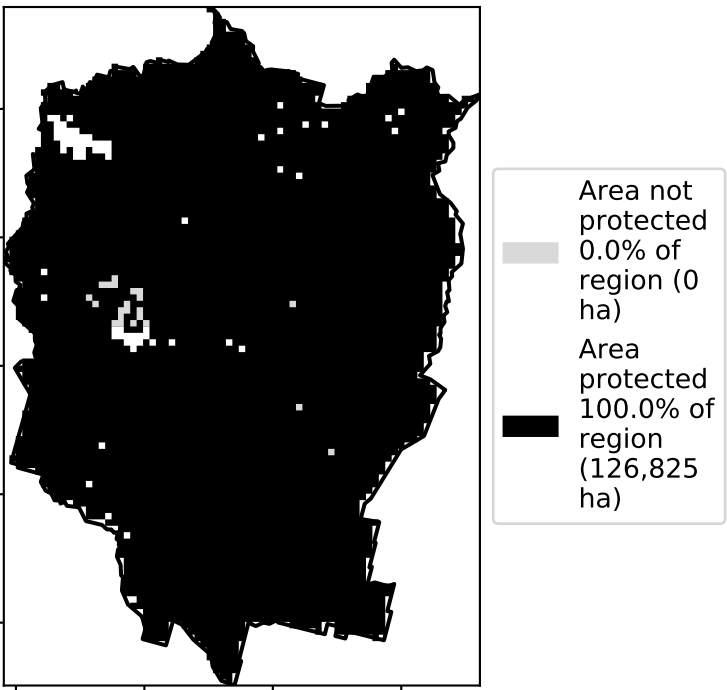 Area not
protected
0.0% of
region (0
ha)
Area
protected
100.0% of
region
(126,825
ha)